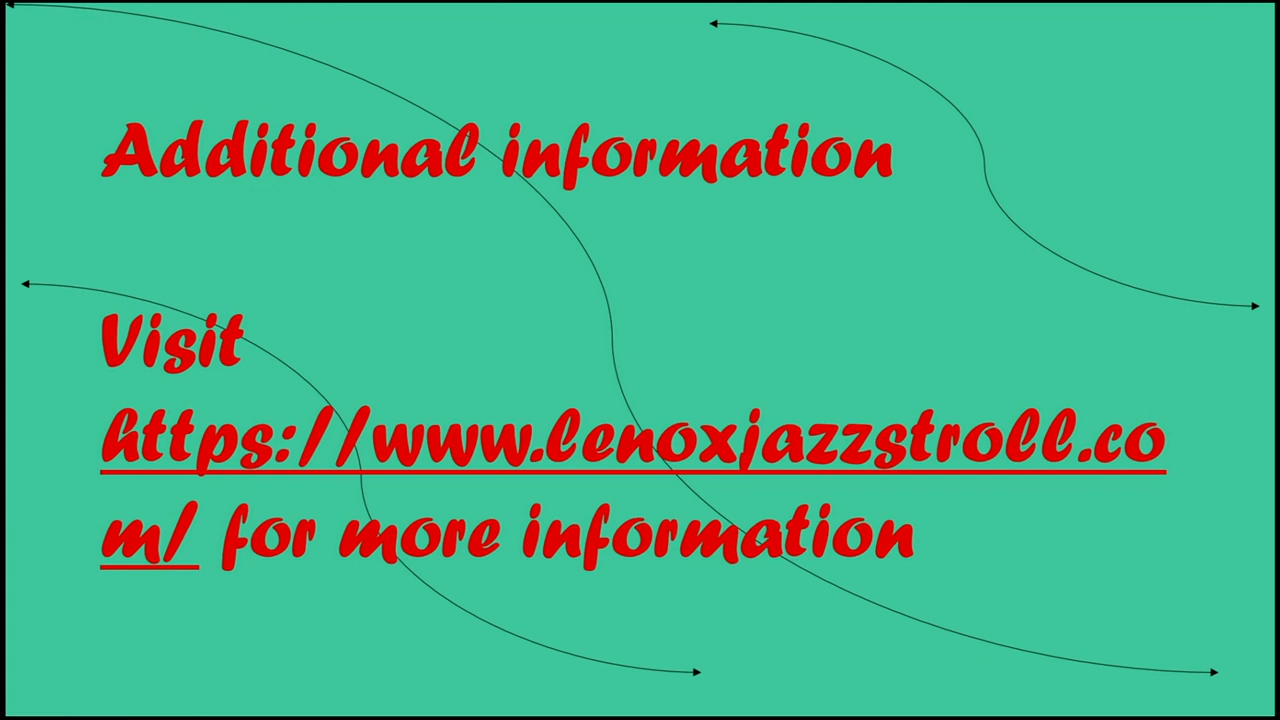 Additional information
Visit
https://www.lenoxjazzstroll.co
m/ for more information